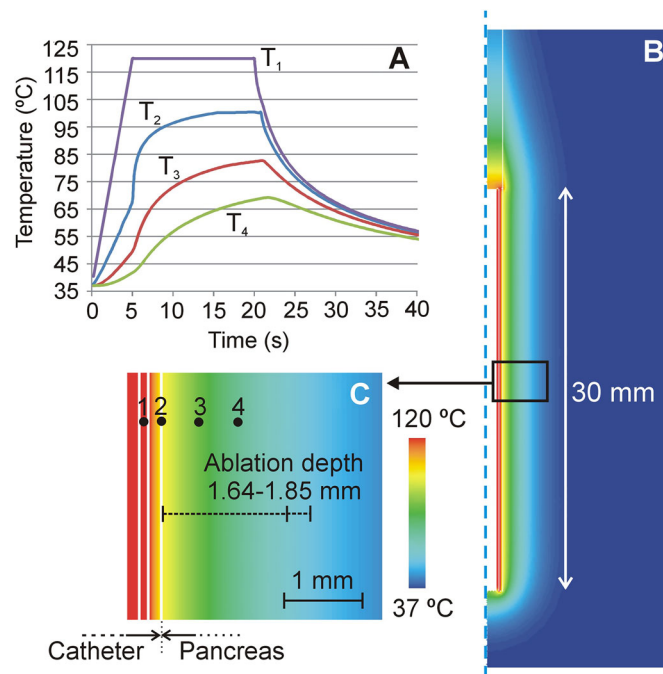 A
B
Temperature (ºC)
125
115
105
95
85
75
65
55
45
35
T1
T2
T3
T4
0 5 10 15 20 25 30 35 40
Time (s)
30 mm
C
1 2 3 4
Ablation depth
1.64-1.85 mm
1 mm
120 ºC
37 ºC
Catheter Pancreas